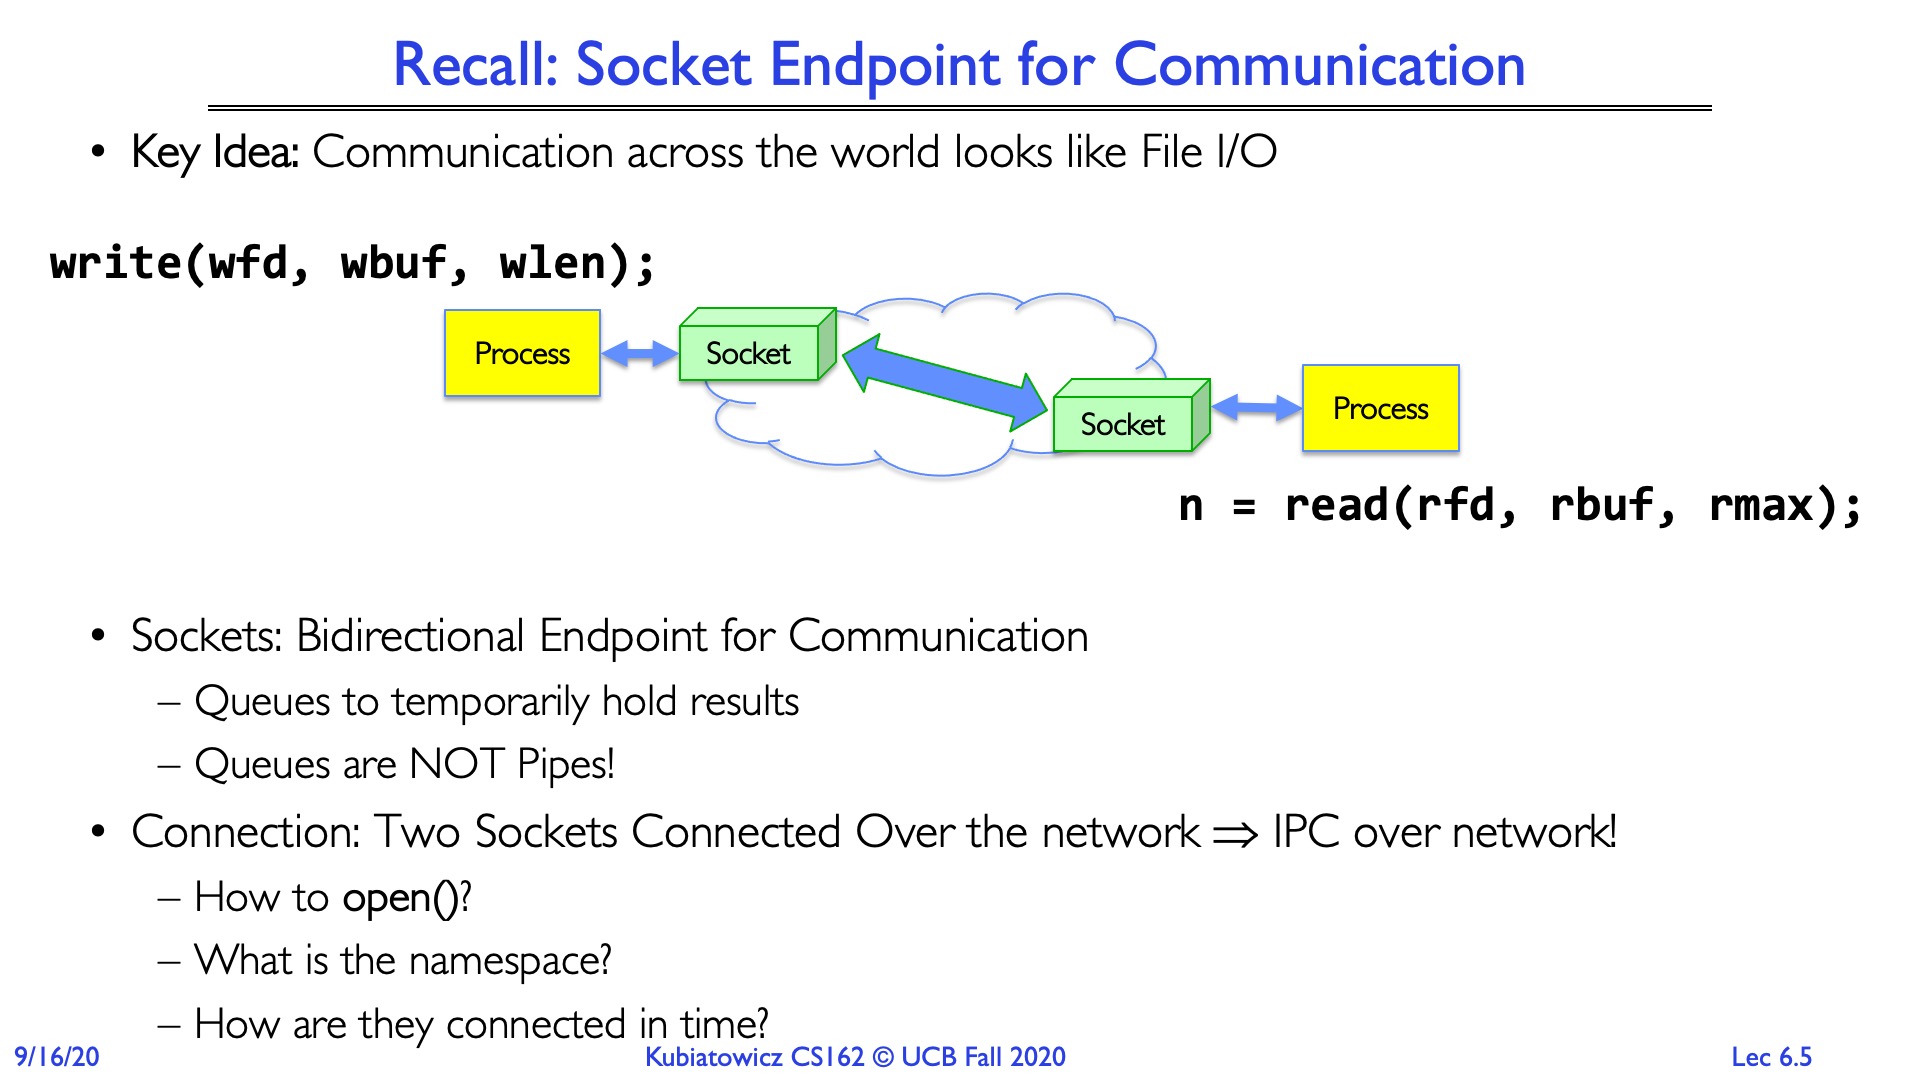 Recall: Socket Endpoint for Communication
• Key Idea: Communication across the world looks like File I/O
write(wfd, wbuf, wlen);
Process
Socket
Socket
Process
n = read(rfd, rbuf, rmax);
• Sockets: Bidirectional Endpoint for Communication
– Queues to temporarily hold results
– Queues are NOT Pipes!
• Connection: Two Sockets Connected Over the network ⇒ IPC over network!
– How to open()?
– What is the namespace?
– How are they connected in time?
9/16/20
Kubiatowicz CS162 © UCB Fall 2020
Lec 6.5